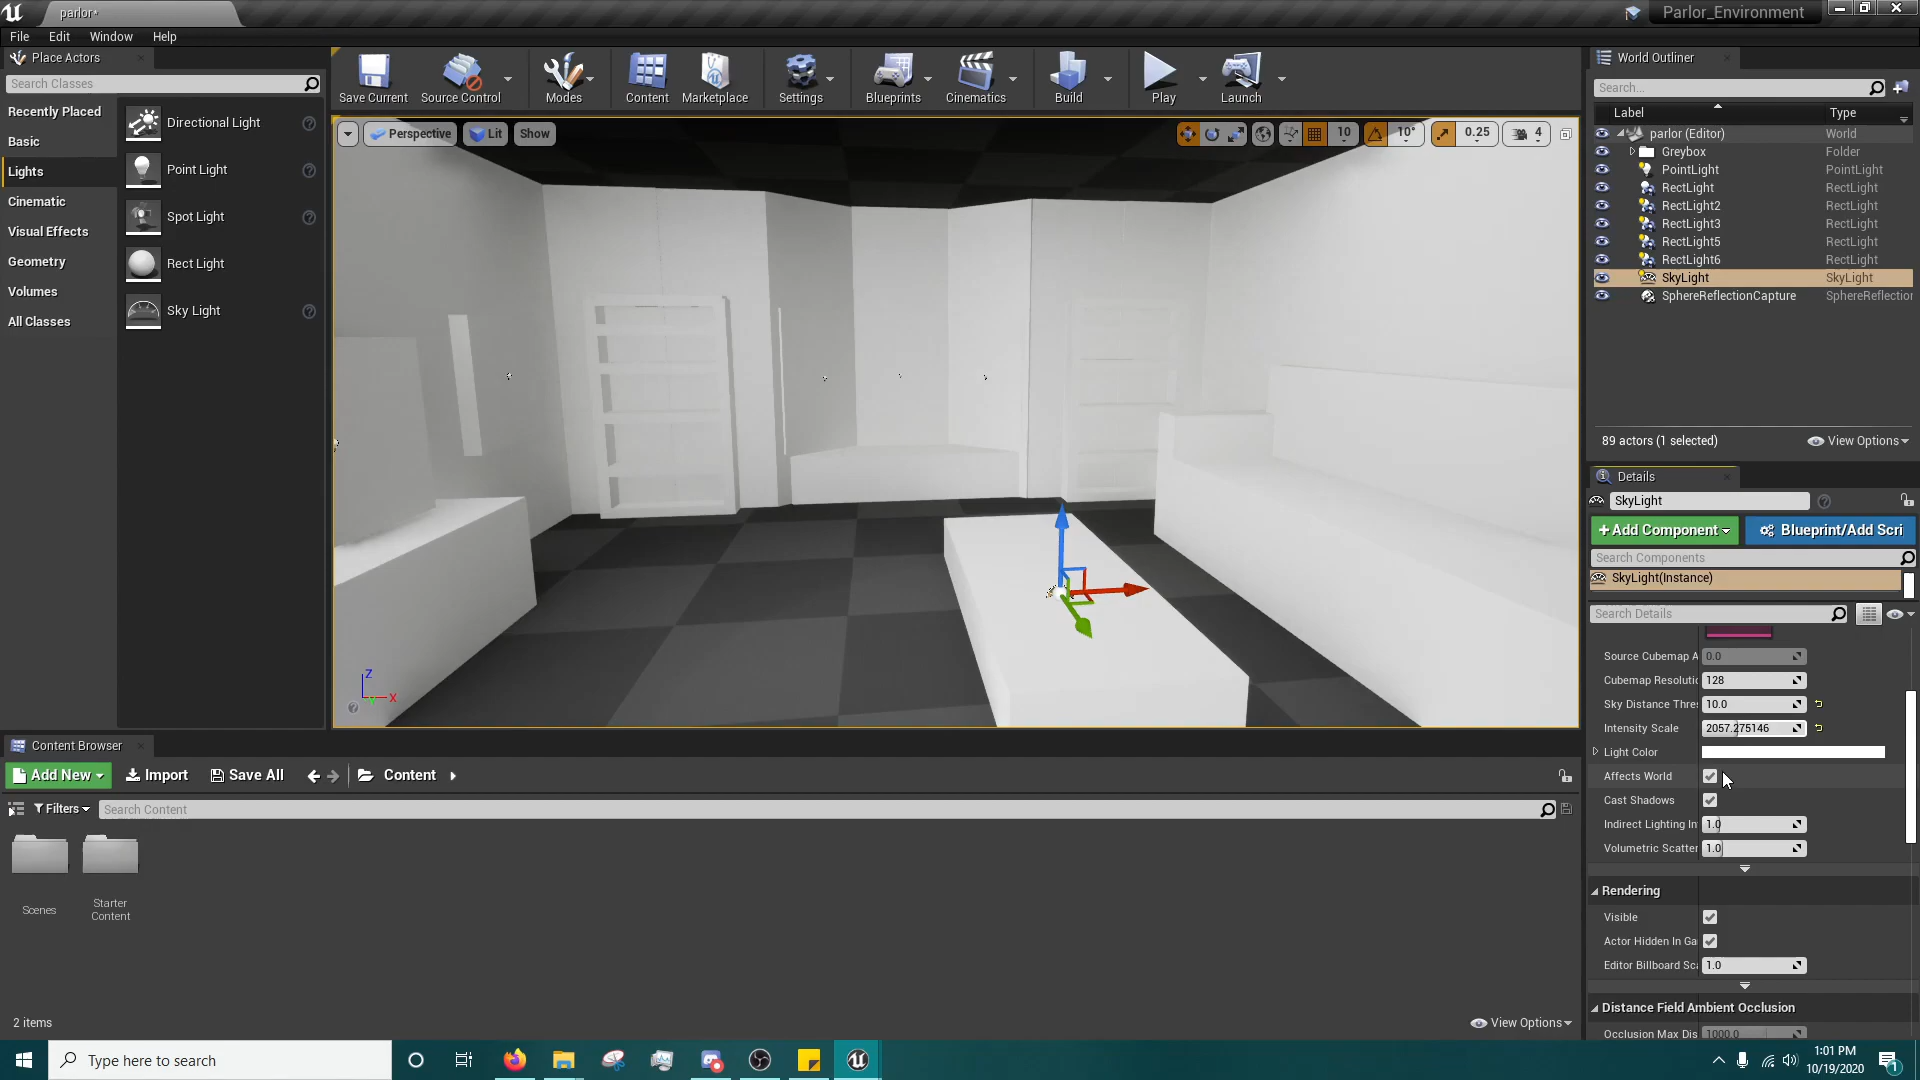 parlor*
Parlor_Environment
File Edit Window Help
Place Actors
Search Classes
Recently Placed
Basic
Lights
Cinematic
Visual Effects
Geometry
Volumes
All Classes
Directional Light
Point Light
Spot Light
Rect Light
Sky Light
Save Current
Source Control
Modes
Content
Marketplace
Settings
Blueprints
Cinematics
Build
Play
Launch
Perspective
Lit
Show
10
10°
0.25
4
Z
X
World Outliner
Search...
Label Type
parlor (Editor) World
Greybox Folder
PointLight PointLight
RectLight RectLight
RectLight2 RectLight
RectLight3 RectLight
RectLight5 RectLight
RectLight6 RectLight
SkyLight SkyLight
SphereReflectionCapture SphereReflection
89 actors (1 selected)
View Options
Details
SkyLight
+Add Component
Blueprint/Add Scri
Search Components
SkyLight(Instance)
Search Details
Source Cubemap A 0.0
Cubemap Resolutio 128
Sky Distance Thres 10.0
Intensity Scale 2057.275146
Light Color
Affects World
Cast Shadows
Indirect Lighting In 1.0
Volumetric Scatter 1.0
Rendering
Visible
Actor Hidden In Ga
Editor Billboard Sca 1.0
Distance Field Ambient Occlusion
Occlusion Max Dis 1000.0
Content Browser
Add New
Import
Save All
Content
Filters
Search Content
Scenes
Starter
Content
2 items
View Options
Type here to search
1:01 PM
10/19/2020
1